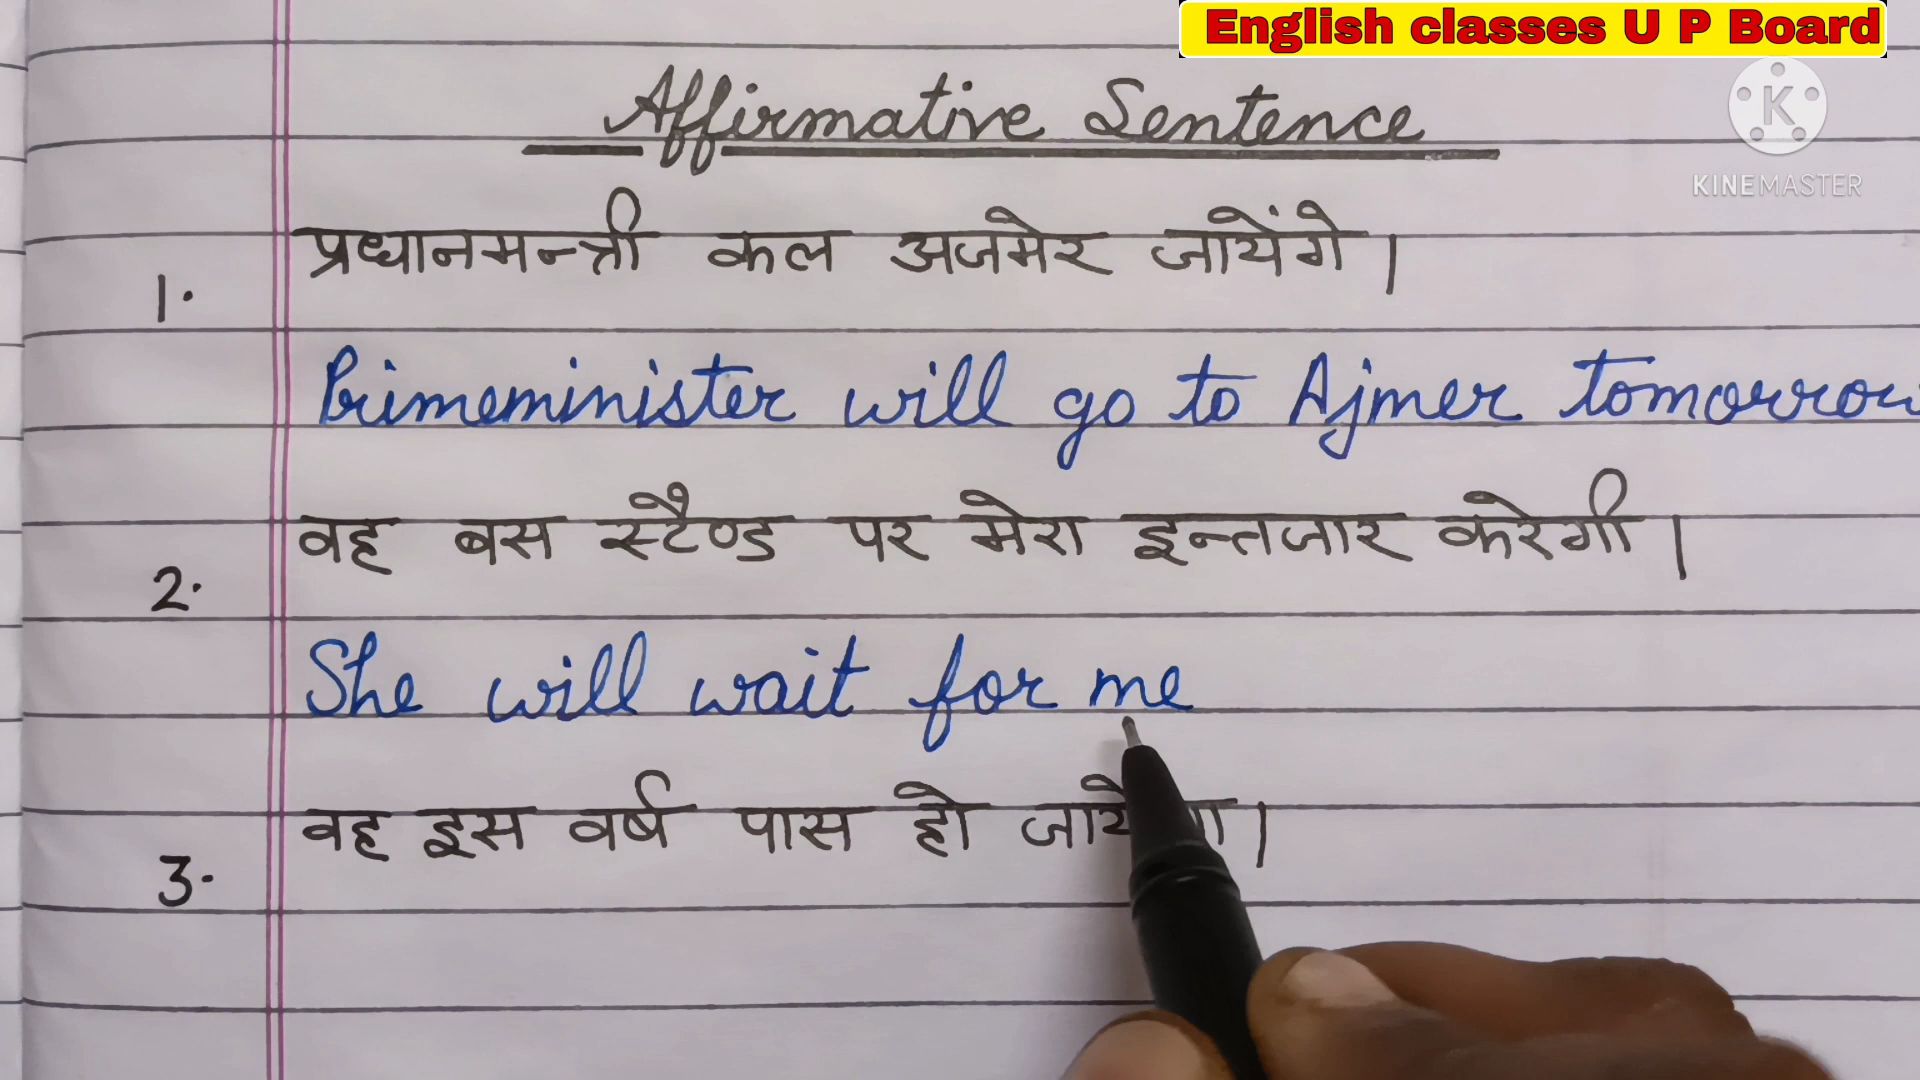 English classes U P Board
Affirmative Sentence
KINEMASTER
1. प्रधानमन्त्री कल अजमेर जायेंगे।
Primeminister will go to Ajmer tomorrow
2. वह बस स्टैण्ड पर मेरा इन्तजार करेगी।
She will wait for me
3. वह इस वर्ष पास हो